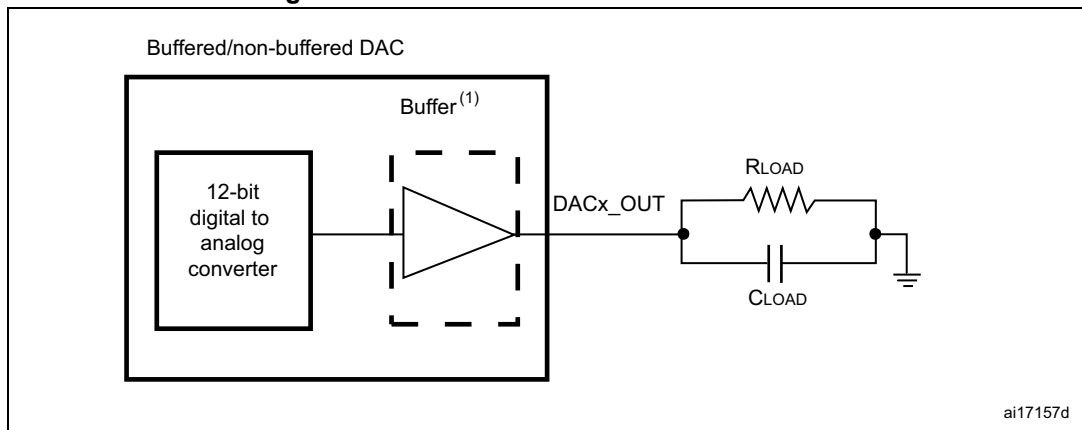 Buffered/non-buffered DAC
Buffer(1)
12-bit
digital to
analog
converter
DACx_OUT
RLOAD
CLOAD
ai17157d